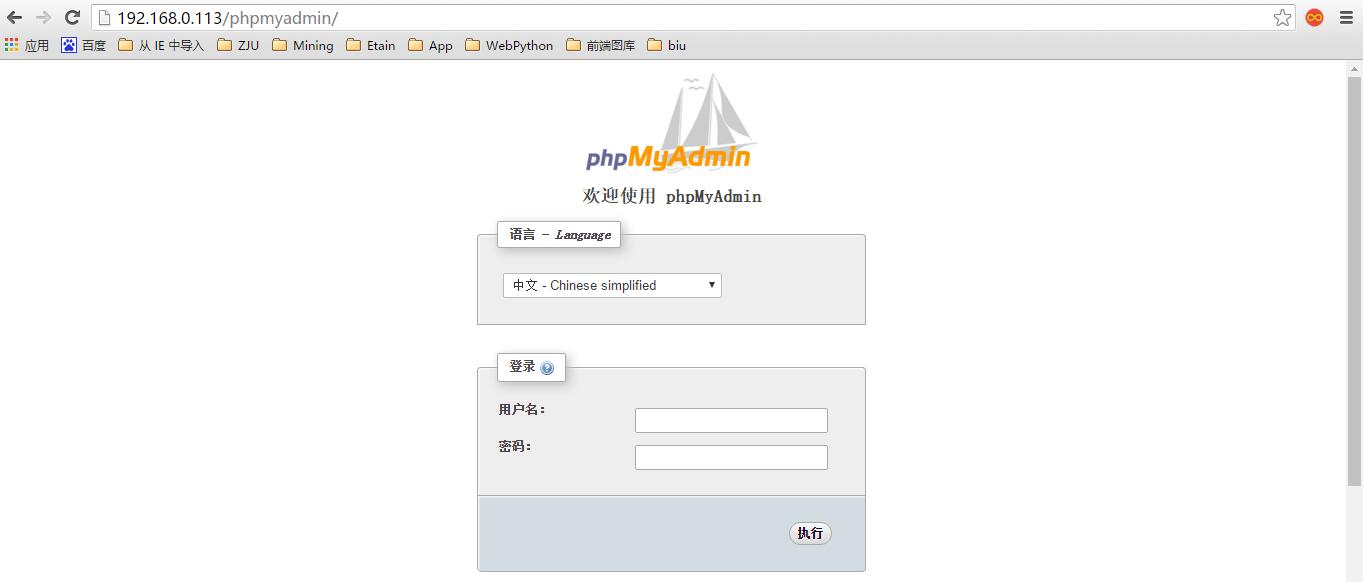 192.168.0.113/phpmyadmin/
应用 百度 从 IE 中导入 ZJU Mining Etain App WebPython 前端图库 biu
phpMyAdmin
欢迎使用 phpMyAdmin
语言 - Language
中文 - Chinese simplified
登录
用户名：
密码：
执行